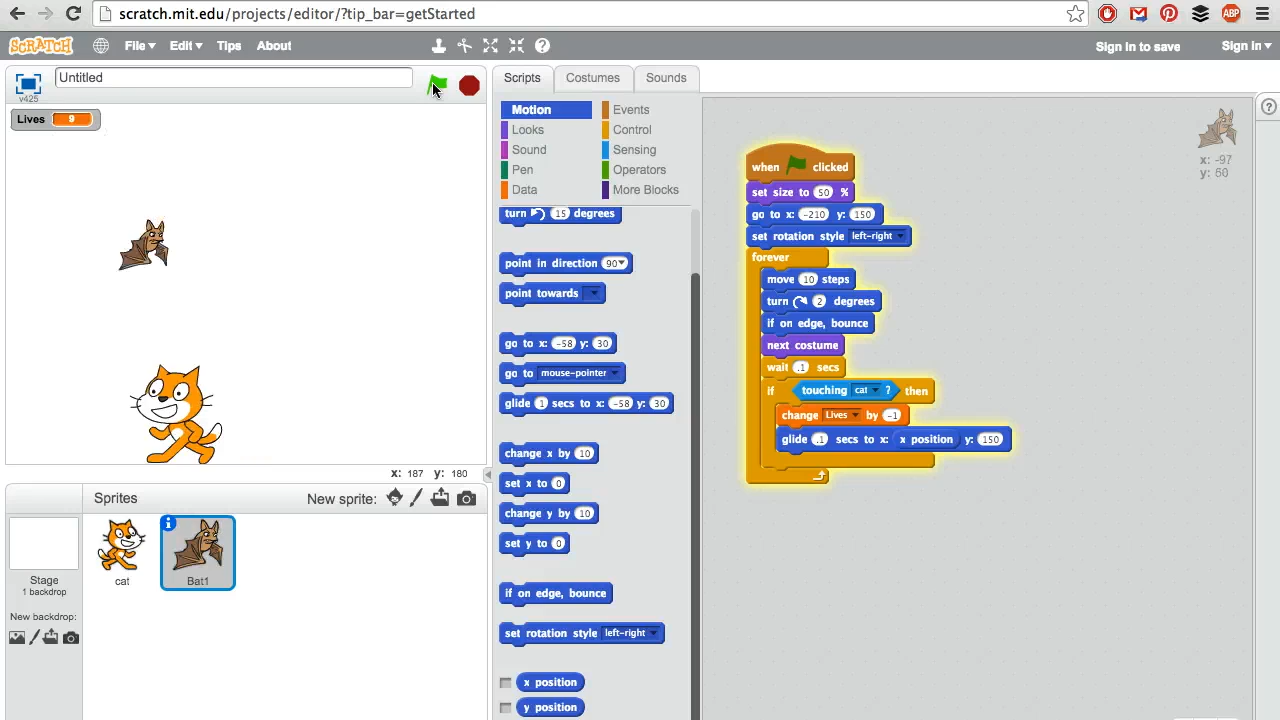 scratch.mit.edu/projects/editor/?tip_bar=getStarted
ABP
SCRATCH File▾ Edit▾ Tips About Sign in to save Sign in▾
Untitled
v425
Lives 9
Scripts Costumes Sounds
Motion Events
Looks Control
Sound Sensing
Pen Operators
Data More Blocks
turn 15 degrees
point in direction 90▾
point towards
go to x: -58 y: 30
go to mouse-pointer
glide 1 secs to x: -58 y: 30
change x by 10
set x to 0
change y by 10
set y to 0
if on edge, bounce
set rotation style left-right
x position
y position
when clicked
set size to 50 %
go to x: -210 y: 150
set rotation style left-right
forever
move 10 steps
turn 2 degrees
if on edge, bounce
next costume
wait .1 secs
if touching cat ? then
change Lives by -1
glide .1 secs to x: x position y: 150
x: -97
y: 60
x: 187 y: 180
Sprites New sprite:
Stage
1 backdrop
New backdrop:
cat
Bat1